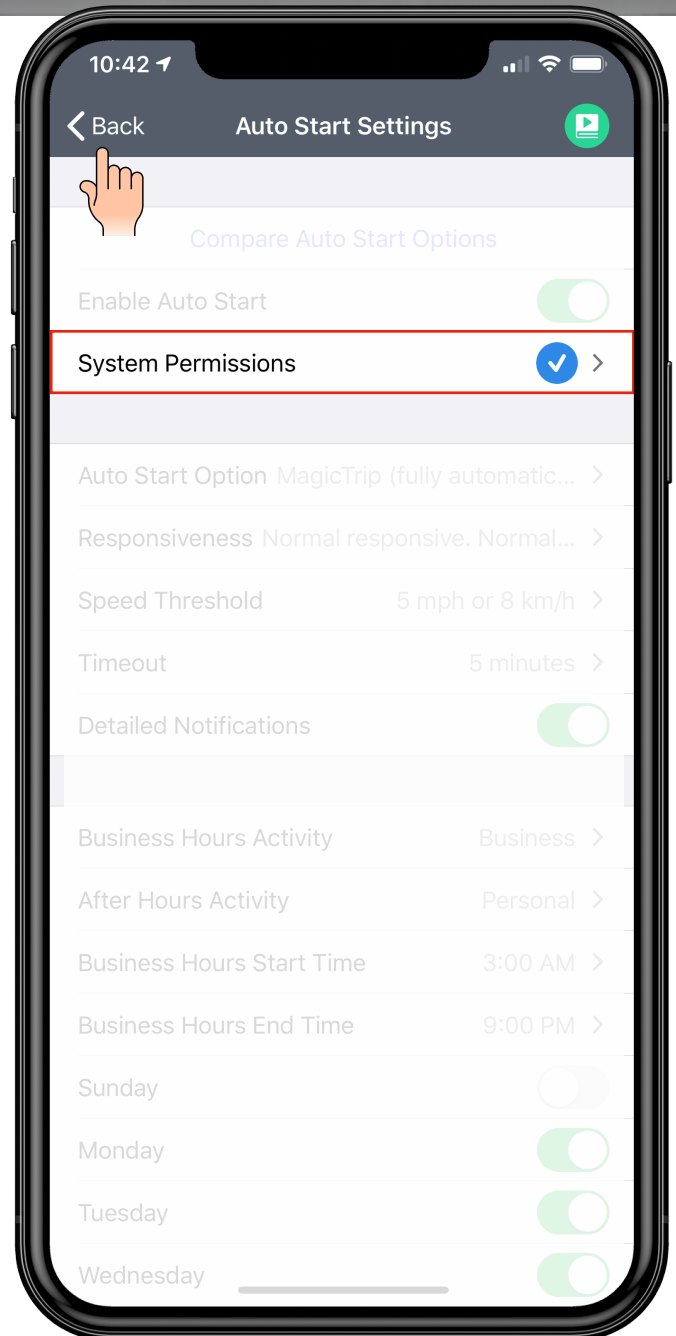 10:42
Back Auto Start Settings
Compare Auto Start Options
Enable Auto Start
System Permissions
Auto Start Option MagicTrip (fully automatic...
Responsiveness Normal responsive. Normal...
Speed Threshold 5 mph or 8 km/h
Timeout 5 minutes
Detailed Notifications
Business Hours Activity Business
After Hours Activity Personal
Business Hours Start Time 3:00 AM
Business Hours End Time 9:00 PM
Sunday
Monday
Tuesday
Wednesday